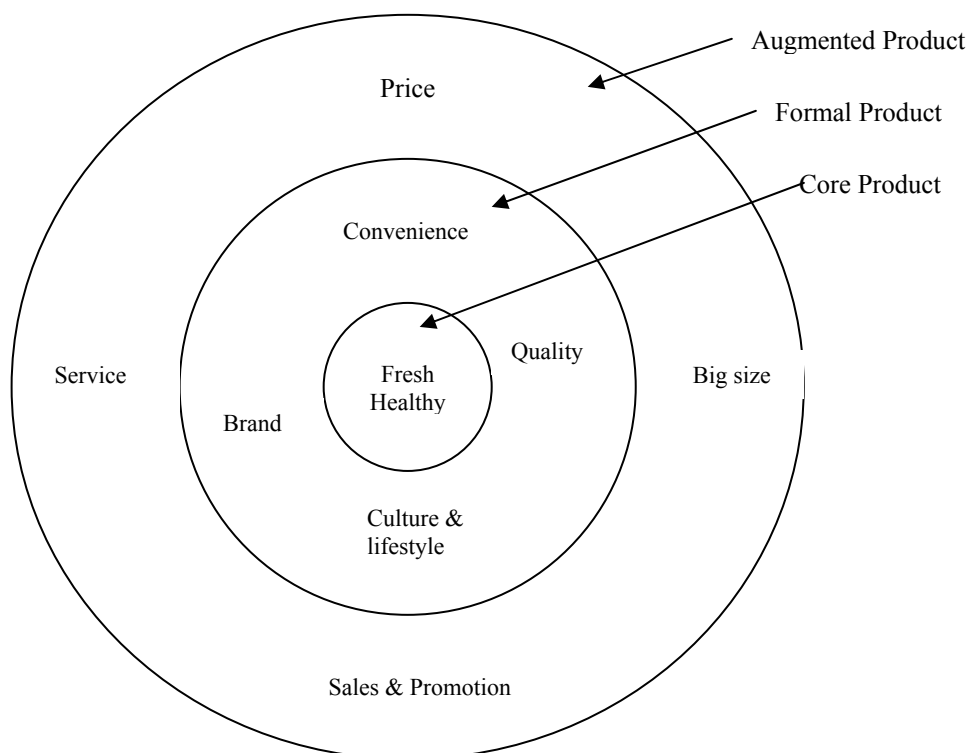 Augmented Product
Price
Formal Product
Core Product
Convenience
Quality
Service
Fresh
Healthy
Big size
Brand
Culture &
lifestyle
Sales & Promotion